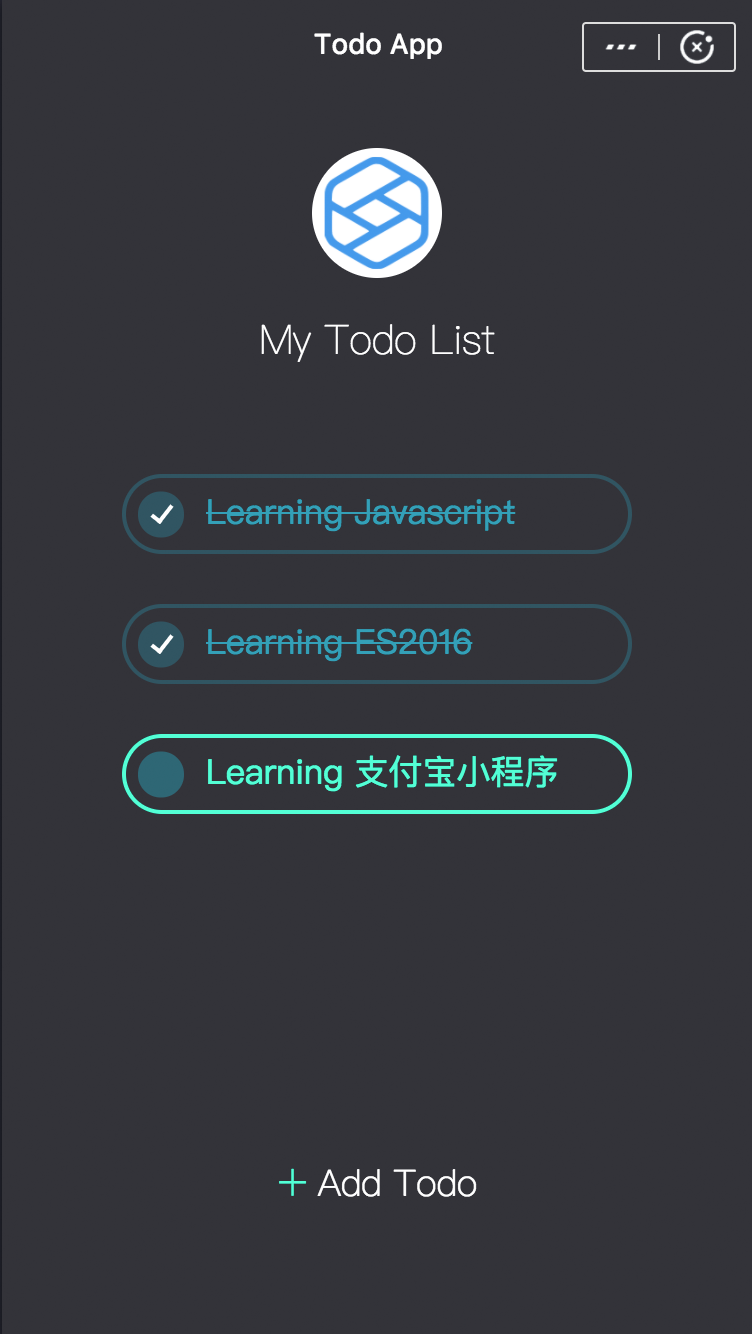 Todo App
My Todo List
Learning Javascript
Learning ES2016
Learning 支付宝小程序
+ Add Todo